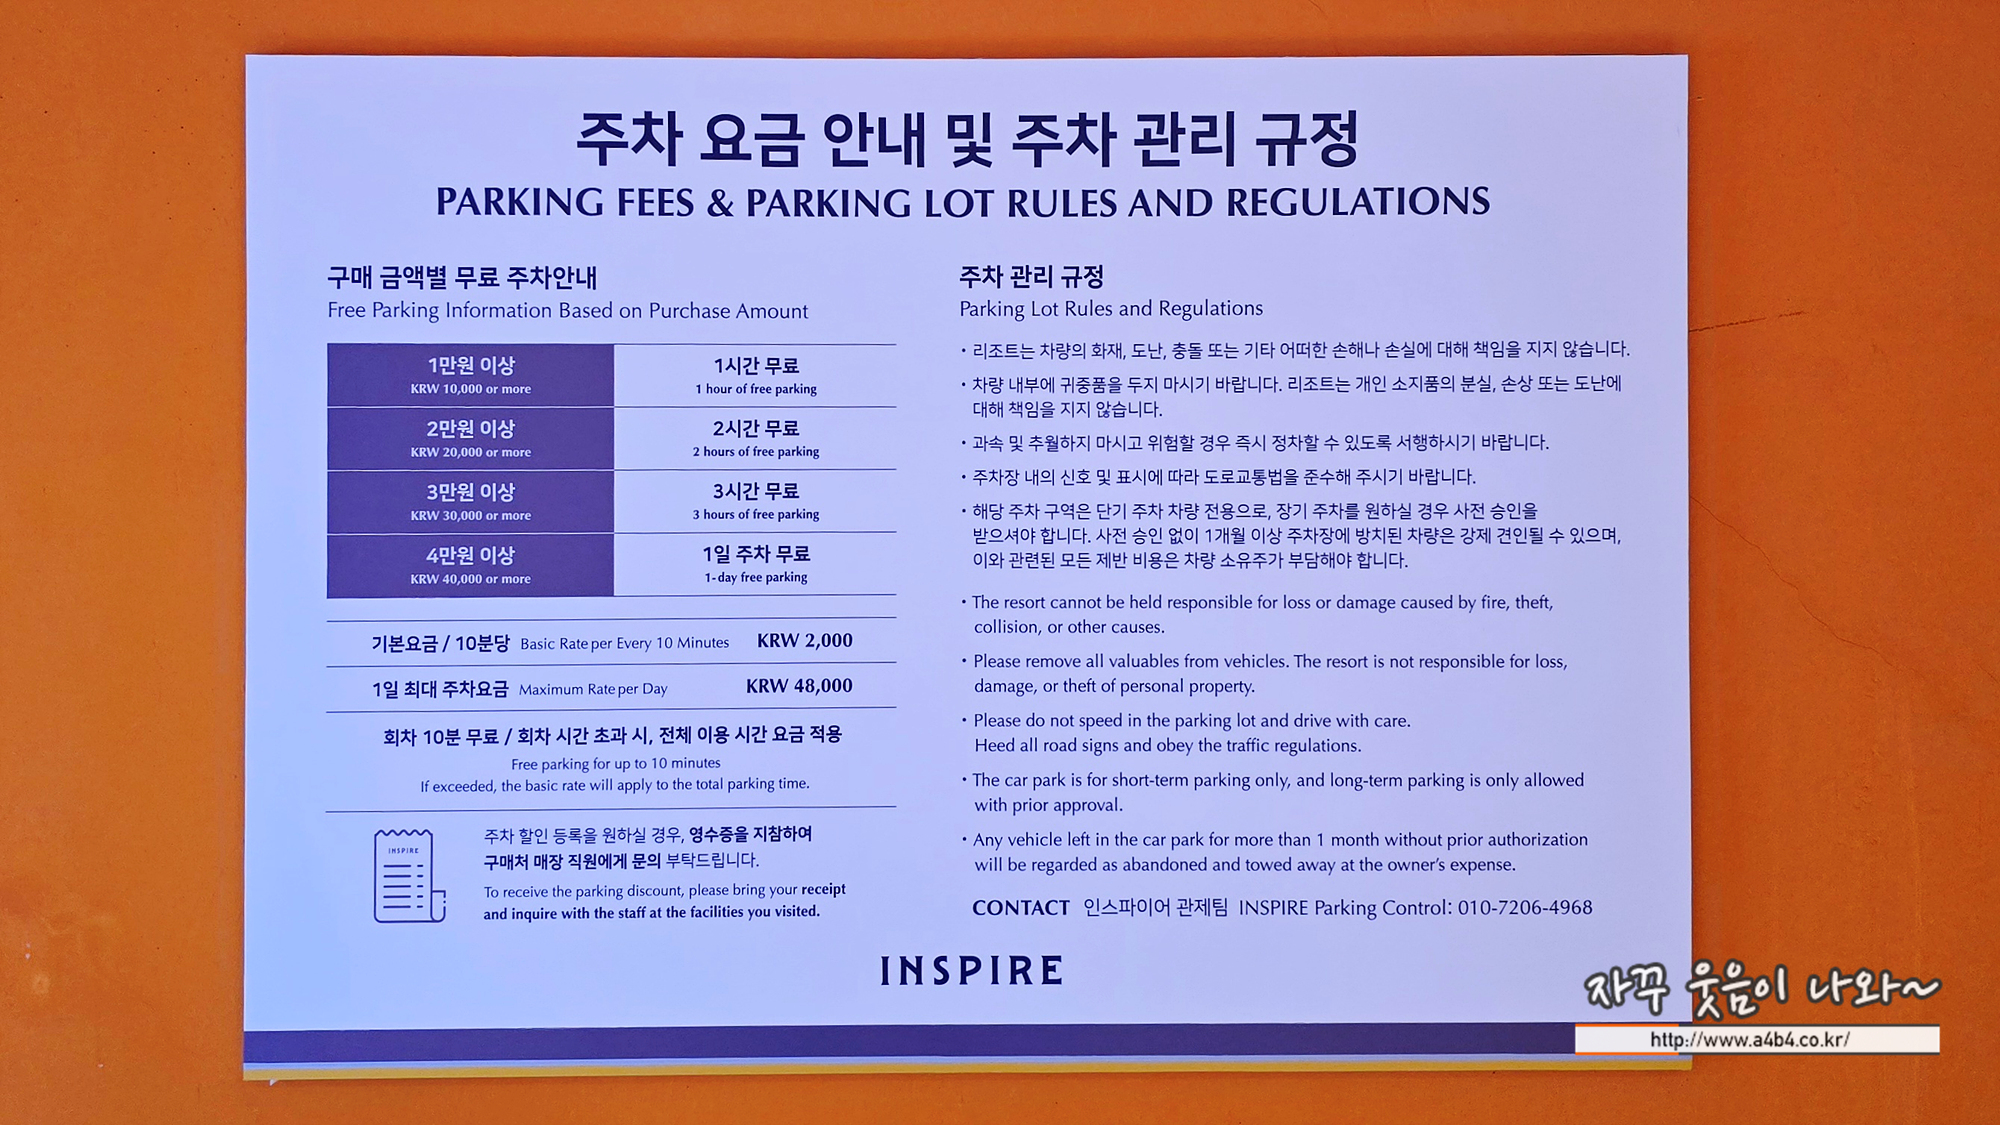 주차 요금 안내 및 주차 관리 규정
PARKING FEES & PARKING LOT RULES AND REGULATIONS
구매 금액별 무료 주차안내
Free Parking Information Based on Purchase Amount
1만원 이상
KRW 10,000 or more
1시간 무료
1 hour of free parking
2만원 이상
KRW 20,000 or more
2시간 무료
2 hours of free parking
3만원 이상
KRW 30,000 or more
3시간 무료
3 hours of free parking
4만원 이상
KRW 40,000 or more
1일 주차 무료
1-day free parking
기본요금 / 10분당 Basic Rate per Every 10 Minutes KRW 2,000
1일 최대 주차요금 Maximum Rate per Day KRW 48,000
회차 10분 무료 / 회차 시간 초과 시, 전체 이용 시간 요금 적용
Free parking for up to 10 minutes
If exceeded, the basic rate will apply to the total parking time.
INSPIRE
주차 할인 등록을 원하실 경우, 영수증을 지참하여
구매처 매장 직원에게 문의 부탁드립니다.
To receive the parking discount, please bring your receipt
and inquire with the staff at the facilities you visited.
주차 관리 규정
Parking Lot Rules and Regulations
• 리조트는 차량의 화재, 도난, 충돌 또는 기타 어떠한 손해나 손실에 대해 책임을 지지 않습니다.
• 차량 내부에 귀중품을 두지 마시기 바랍니다. 리조트는 개인 소지품의 분실, 손상 또는 도난에
대해 책임을 지지 않습니다.
• 과속 및 추월하지 마시고 위험할 경우 즉시 정차할 수 있도록 서행하시기 바랍니다.
• 주차장 내의 신호 및 표시에 따라 도로교통법을 준수해 주시기 바랍니다.
• 해당 주차 구역은 단기 주차 차량 전용으로, 장기 주차를 원하실 경우 사전 승인을
받으셔야 합니다. 사전 승인 없이 1개월 이상 주차장에 방치된 차량은 강제 견인될 수 있으며,
이와 관련된 모든 제반 비용은 차량 소유주가 부담해야 합니다.
• The resort cannot be held responsible for loss or damage caused by fire, theft,
collision, or other causes.
• Please remove all valuables from vehicles. The resort is not responsible for loss,
damage, or theft of personal property.
• Please do not speed in the parking lot and drive with care.
Heed all road signs and obey the traffic regulations.
• The car park is for short-term parking only, and long-term parking is only allowed
with prior approval.
• Any vehicle left in the car park for more than 1 month without prior authorization
will be regarded as abandoned and towed away at the owner's expense.
CONTACT 인스파이어 관제팀 INSPIRE Parking Control: 010-7206-4968
INSPIRE
자꾸 웃음이 나와~
http://www.a4b4.co.kr/